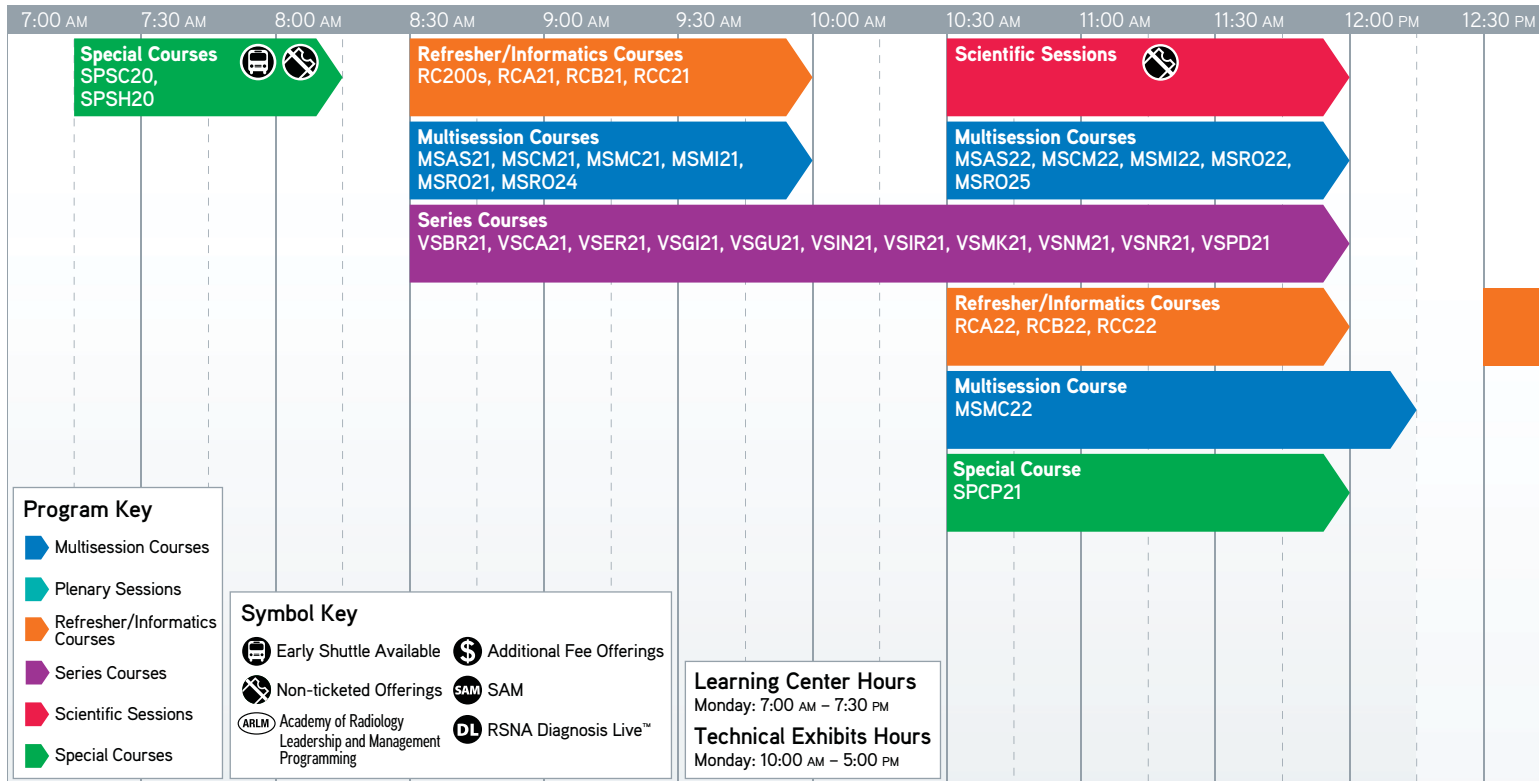 7:00 AM 7:30 AM 8:00 AM 8:30 AM 9:00 AM 9:30 AM 10:00 AM 10:30 AM 11:00 AM 11:30 AM 12:00 PM 12:30 PM
Special Courses
SPSC20,
SPSH20
Refresher/Informatics Courses
RC200s, RCA21, RCB21, RCC21
Scientific Sessions
Multisession Courses
MSAS21, MSCM21, MSMC21, MSMI21,
MSRO21, MSRO24
Multisession Courses
MSAS22, MSCM22, MSMI22, MSRO22,
MSRO25
Series Courses
VSBR21, VSCA21, VSER21, VSGI21, VSGU21, VSIN21, VSIR21, VSMK21, VSNM21, VSNR21, VSPD21
Refresher/Informatics Courses
RCA22, RCB22, RCC22
Multisession Course
MSMC22
Special Course
SPCP21
Program Key
Multisession Courses
Plenary Sessions
Refresher/Informatics
Courses
Series Courses
Scientific Sessions
Special Courses
Symbol Key
Early Shuttle Available
Non-ticketed Offerings
ARLM Academy of Radiology
Leadership and Management
Programming
$ Additional Fee Offerings
SAM SAM
DL RSNA Diagnosis Live™
Learning Center Hours
Monday: 7:00 AM – 7:30 PM
Technical Exhibits Hours
Monday: 10:00 AM – 5:00 PM